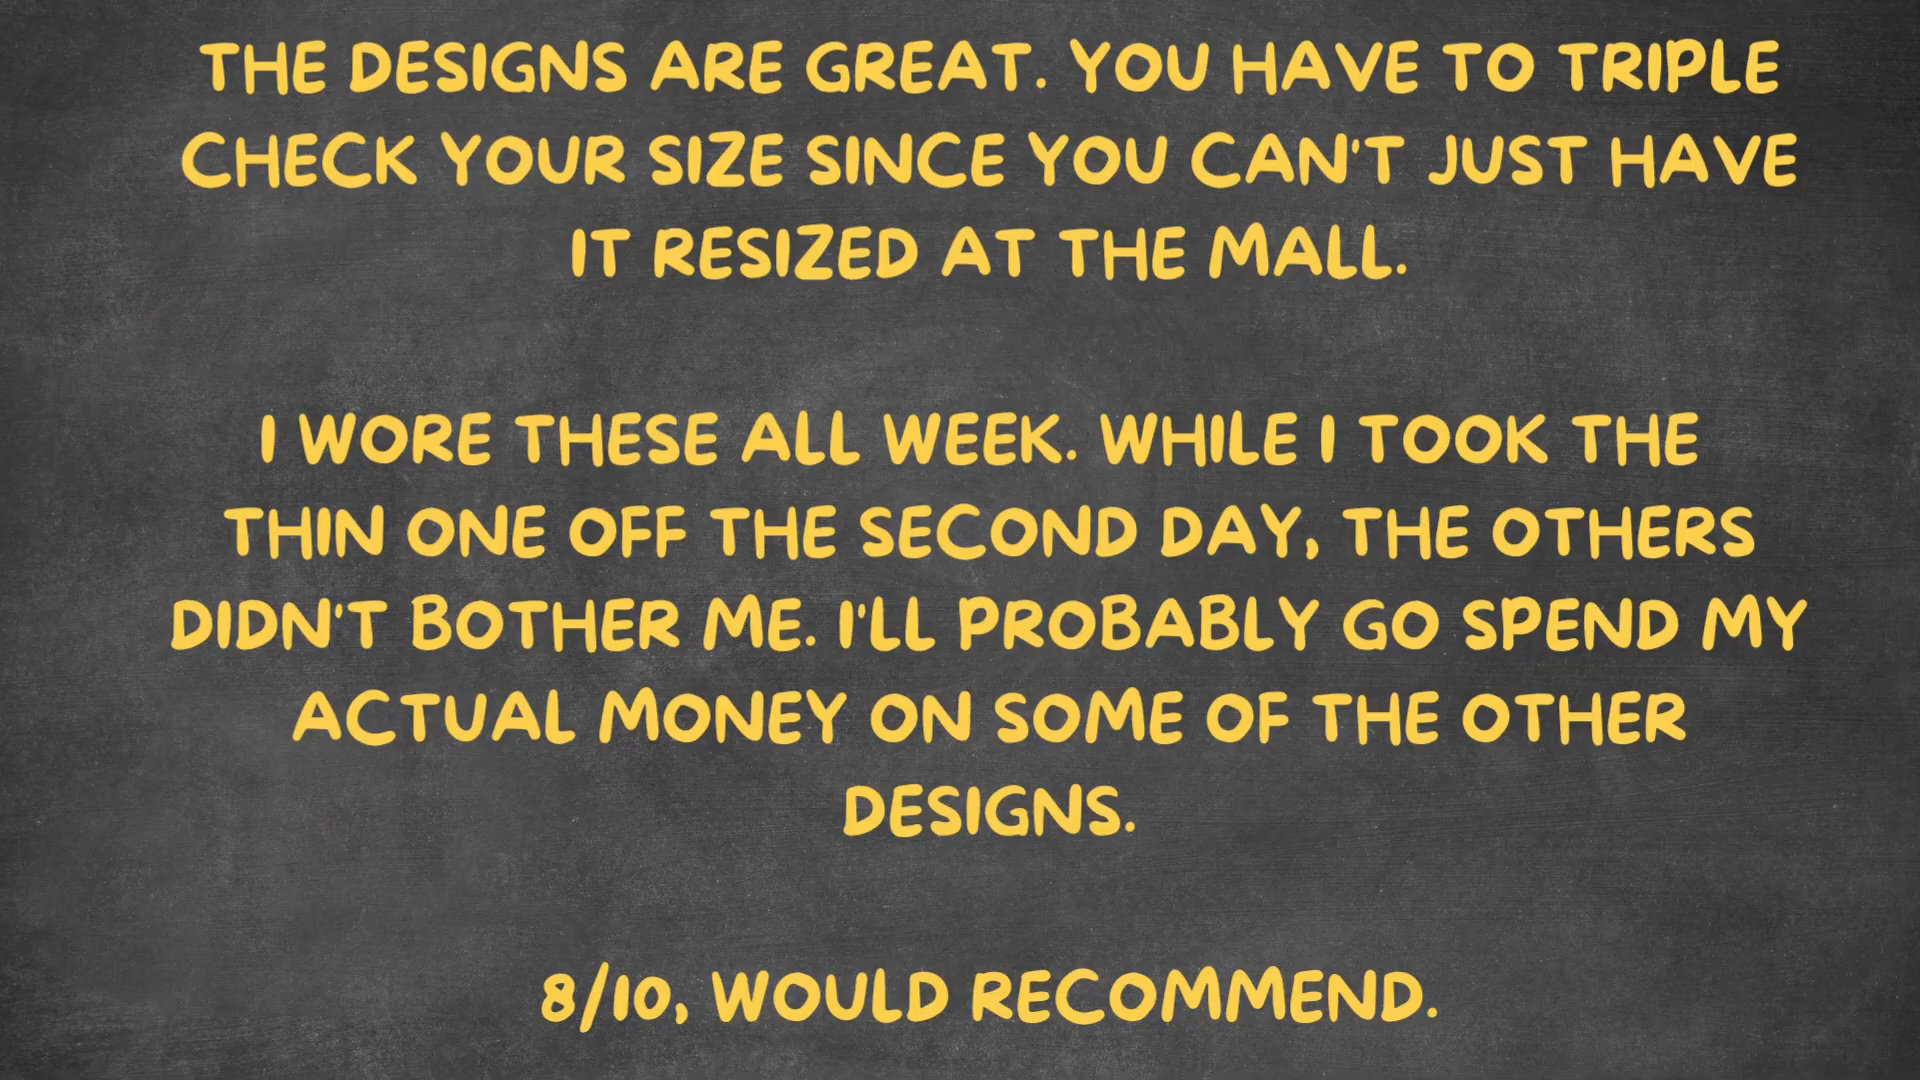 THE DESIGNS ARE GREAT. YOU HAVE TO TRIPLE
CHECK YOUR SIZE SINCE YOU CAN'T JUST HAVE
IT RESIZED AT THE MALL.
I WORE THESE ALL WEEK. WHILE I TOOK THE
THIN ONE OFF THE SECOND DAY, THE OTHERS
DIDN'T BOTHER ME. I'LL PROBABLY GO SPEND MY
ACTUAL MONEY ON SOME OF THE OTHER
DESIGNS.
8/10, WOULD RECOMMEND.